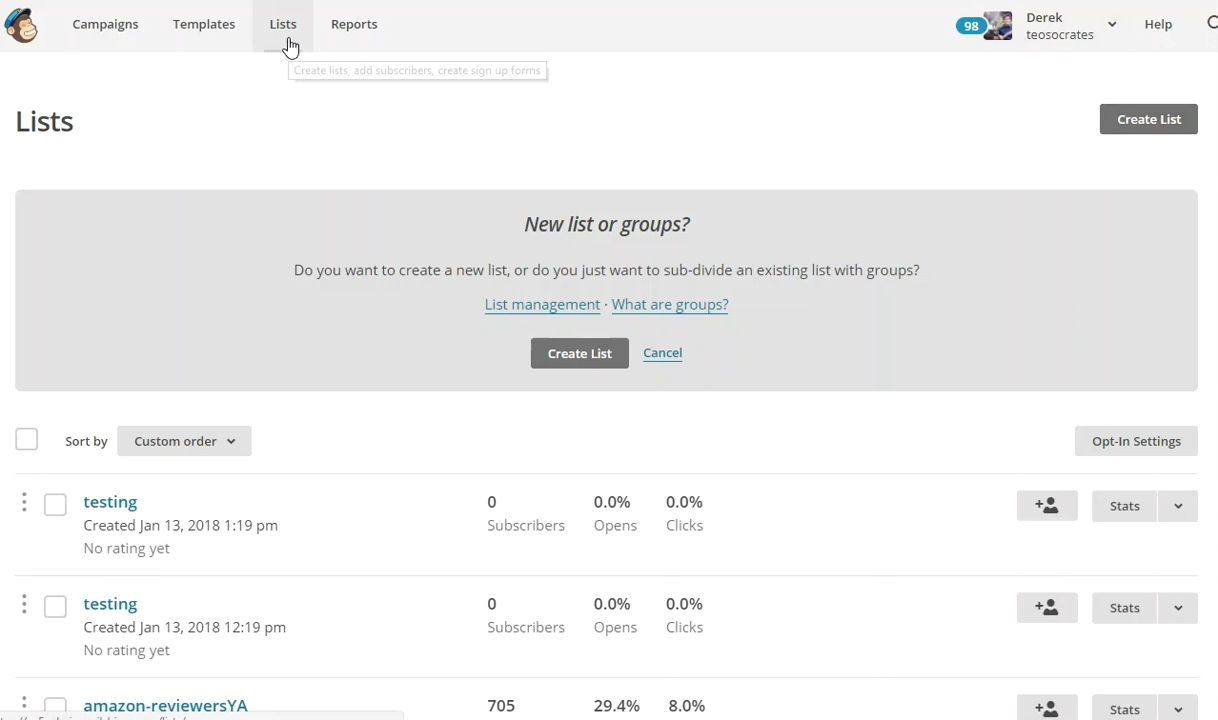 Campaigns Templates Lists Reports 98 Derek Help
teosocrates
Create lists, add subscribers, create sign up forms
Lists Create List
New list or groups?
Do you want to create a new list, or do you just want to sub-divide an existing list with groups?
List management · What are groups?
Create List Cancel
Sort by Custom order Opt-In Settings
testing 0 0.0% 0.0% Stats
Created Jan 13, 2018 1:19 pm Subscribers Opens Clicks
No rating yet
testing 0 0.0% 0.0% Stats
Created Jan 13, 2018 12:19 pm Subscribers Opens Clicks
No rating yet
amazon-reviewersYA 705 29.4% 8.0% Stats